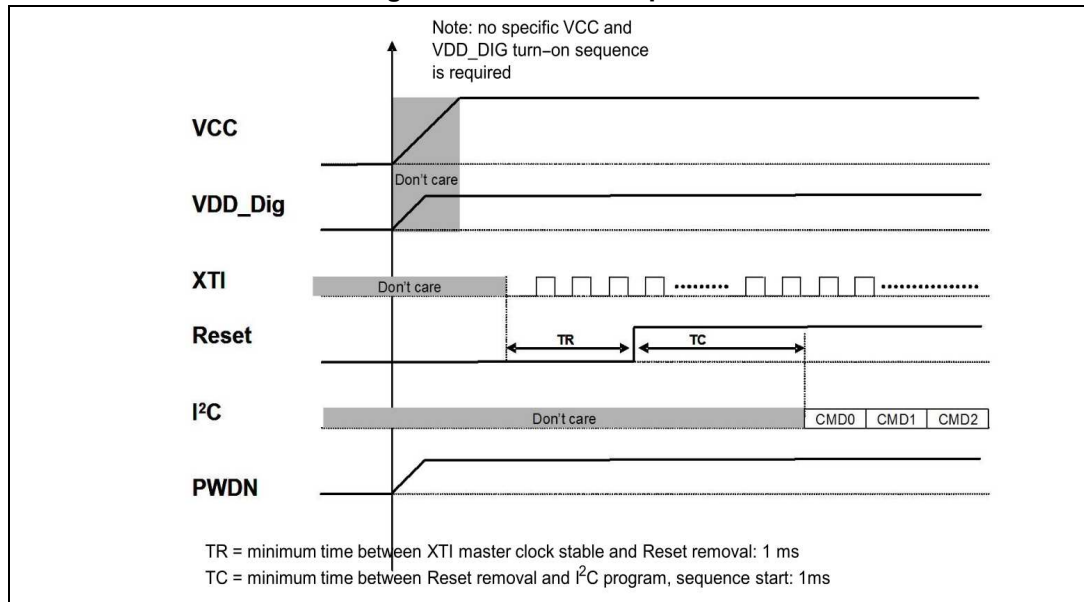 Note: no specific VCC and
VDD_DIG turn–on sequence
is required
VCC
Don't care
VDD_Dig
XTI
Don't care
Reset
TR
TC
I²C
Don't care
CMD0 CMD1 CMD2
PWDN
TR = minimum time between XTI master clock stable and Reset removal: 1 ms
TC = minimum time between Reset removal and I²C program, sequence start: 1ms